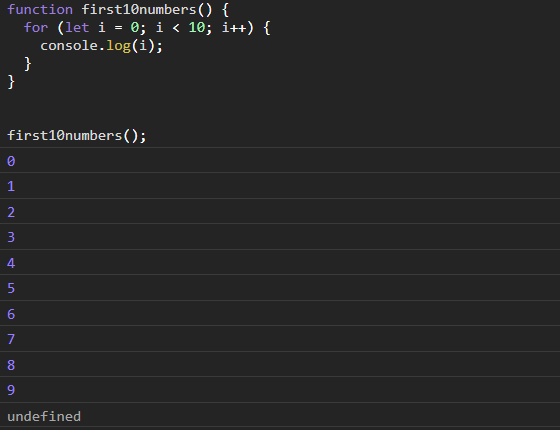 function first10numbers() {
  for (let i = 0; i < 10; i++) {
    console.log(i);
  }
}
first10numbers();
0
1
2
3
4
5
6
7
8
9
undefined